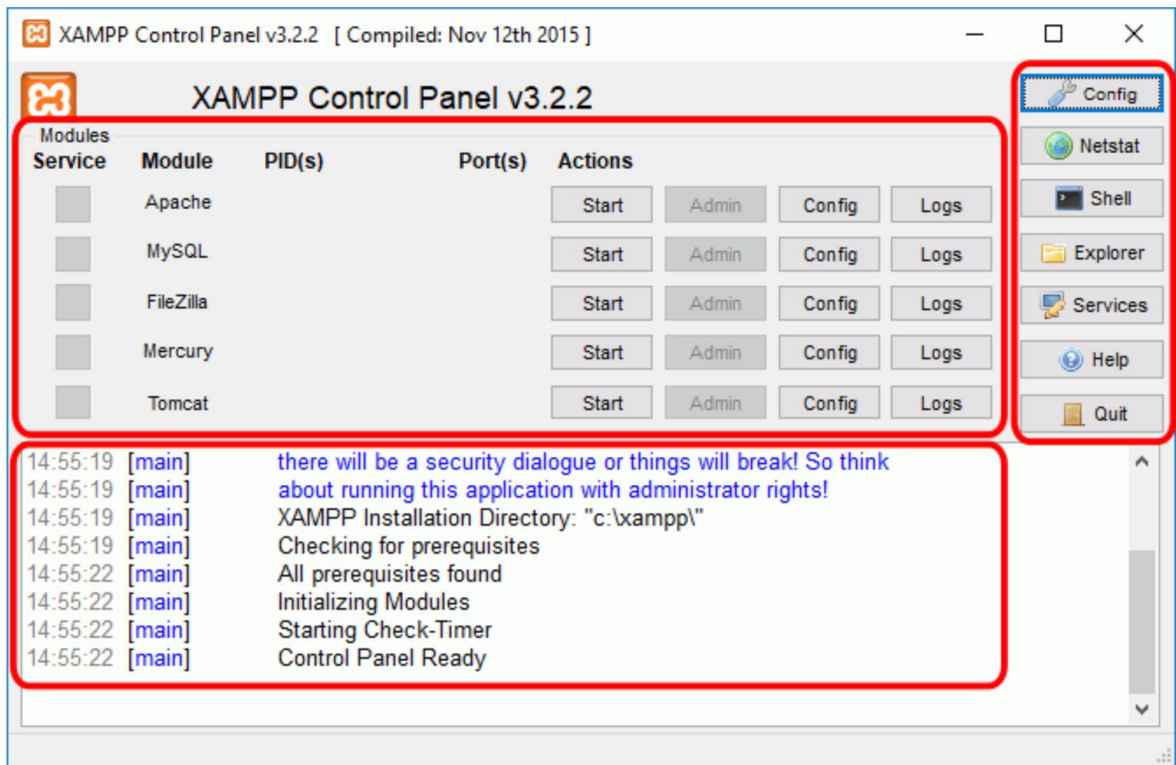 XAMPP Control Panel v3.2.2 [ Compiled: Nov 12th 2015 ]
XAMPP Control Panel v3.2.2
Modules
Service Module PID(s) Port(s) Actions
Apache Start Admin Config Logs
MySQL Start Admin Config Logs
FileZilla Start Admin Config Logs
Mercury Start Admin Config Logs
Tomcat Start Admin Config Logs
Config
Netstat
Shell
Explorer
Services
Help
Quit
14:55:19 [main] there will be a security dialogue or things will break! So think
14:55:19 [main] about running this application with administrator rights!
14:55:19 [main] XAMPP Installation Directory: "c:\xampp\"
14:55:19 [main] Checking for prerequisites
14:55:22 [main] All prerequisites found
14:55:22 [main] Initializing Modules
14:55:22 [main] Starting Check-Timer
14:55:22 [main] Control Panel Ready